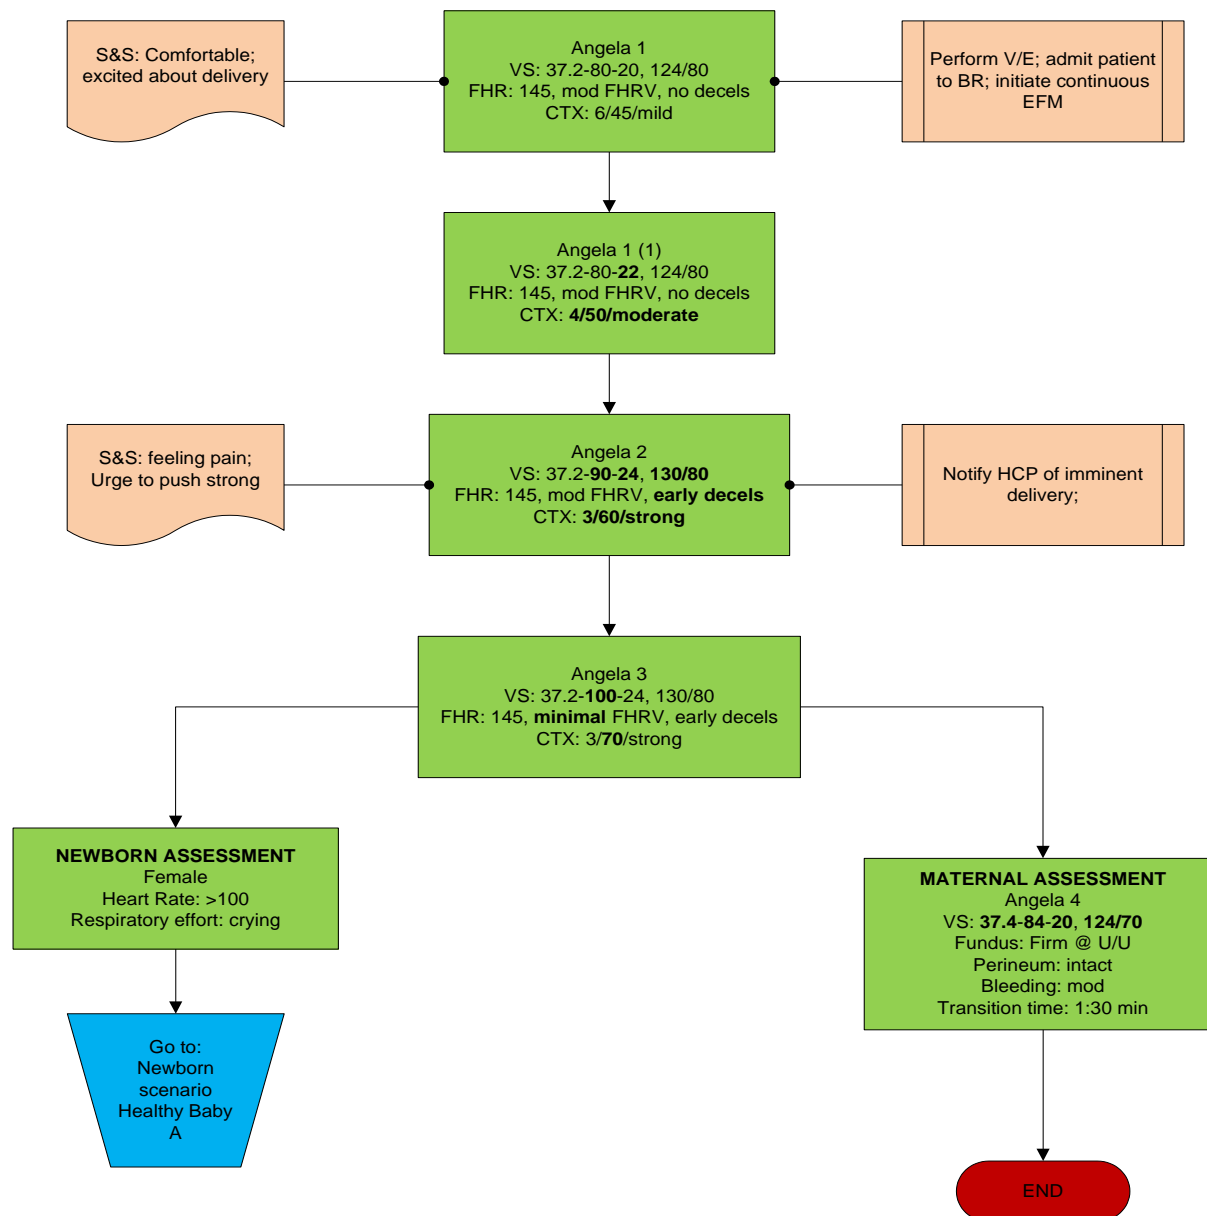 S&S: Comfortable;
excited about delivery
Angela 1
VS: 37.2-80-20, 124/80
FHR: 145, mod FHRV, no decels
CTX: 6/45/mild
Perform V/E; admit patient
to BR; initiate continuous
EFM
Angela 1 (1)
VS: 37.2-80-22, 124/80
FHR: 145, mod FHRV, no decels
CTX: 4/50/moderate
S&S: feeling pain;
Urge to push strong
Angela 2
VS: 37.2-90-24, 130/80
FHR: 145, mod FHRV, early decels
CTX: 3/60/strong
Notify HCP of imminent
delivery;
Angela 3
VS: 37.2-100-24, 130/80
FHR: 145, minimal FHRV, early decels
CTX: 3/70/strong
NEWBORN ASSESSMENT
Female
Heart Rate: >100
Respiratory effort: crying
MATERNAL ASSESSMENT
Angela 4
VS: 37.4-84-20, 124/70
Fundus: Firm @ U/U
Perineum: intact
Bleeding: mod
Transition time: 1:30 min
Go to:
Newborn
scenario
Healthy Baby
A
END